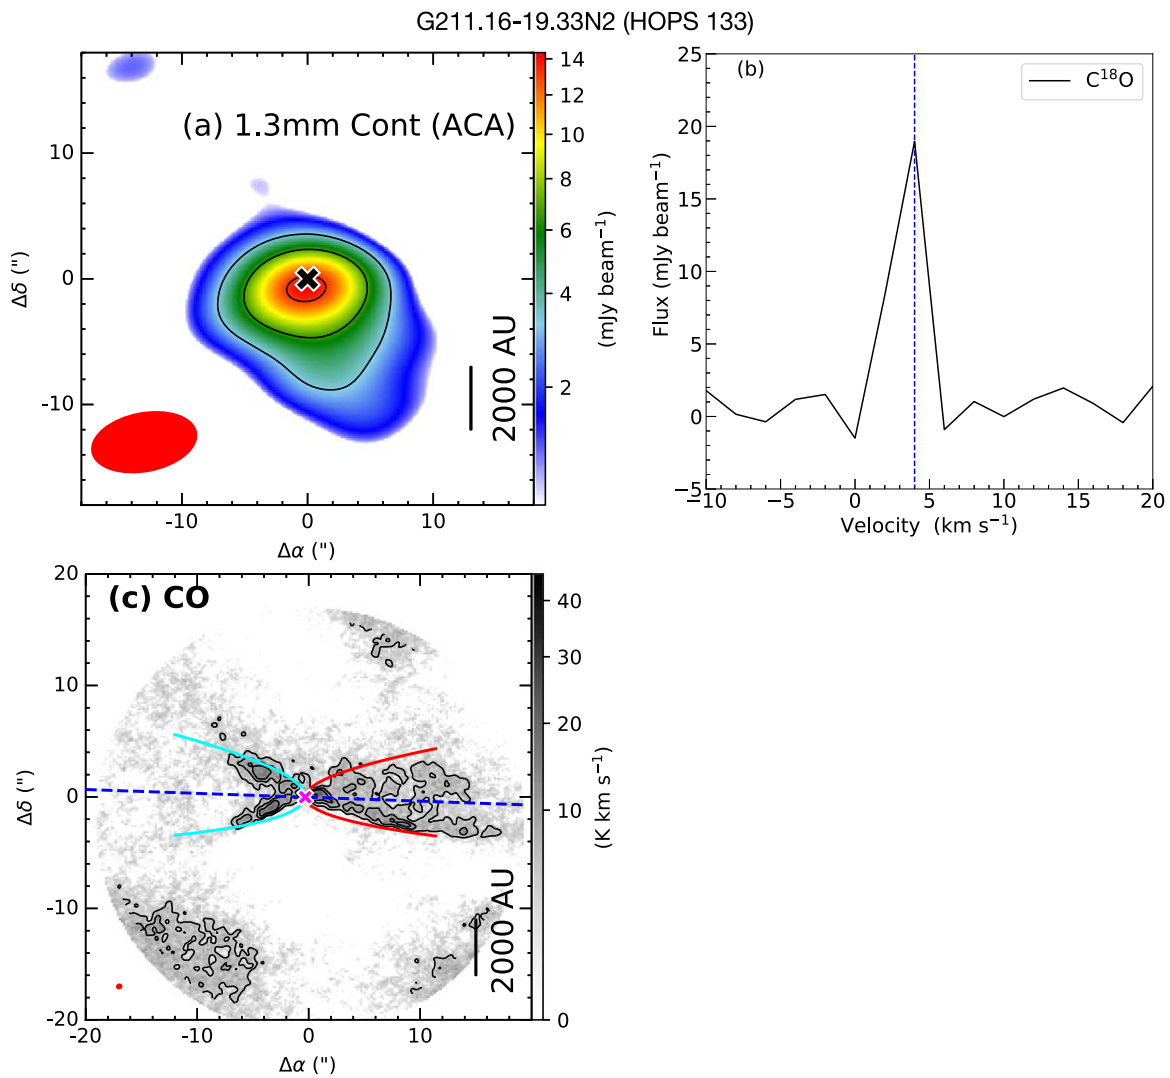 G211.16-19.33N2 (HOPS 133)
(a) 1.3mm Cont (ACA)
10
0
-10
Δδ (")
-10
0
10
Δα (")
2000 AU
14
12
10
8
6
4
2
(mJy beam⁻¹)
(b)
C¹⁸O
25
20
15
10
5
0
−5
Flux (mJy beam⁻¹)
−10
−5
0
5
10
15
20
Velocity (km s⁻¹)
(c) CO
20
10
0
-10
-20
Δδ (")
-20
-10
0
10
Δα (")
2000 AU
40
30
20
10
0
(K km s⁻¹)